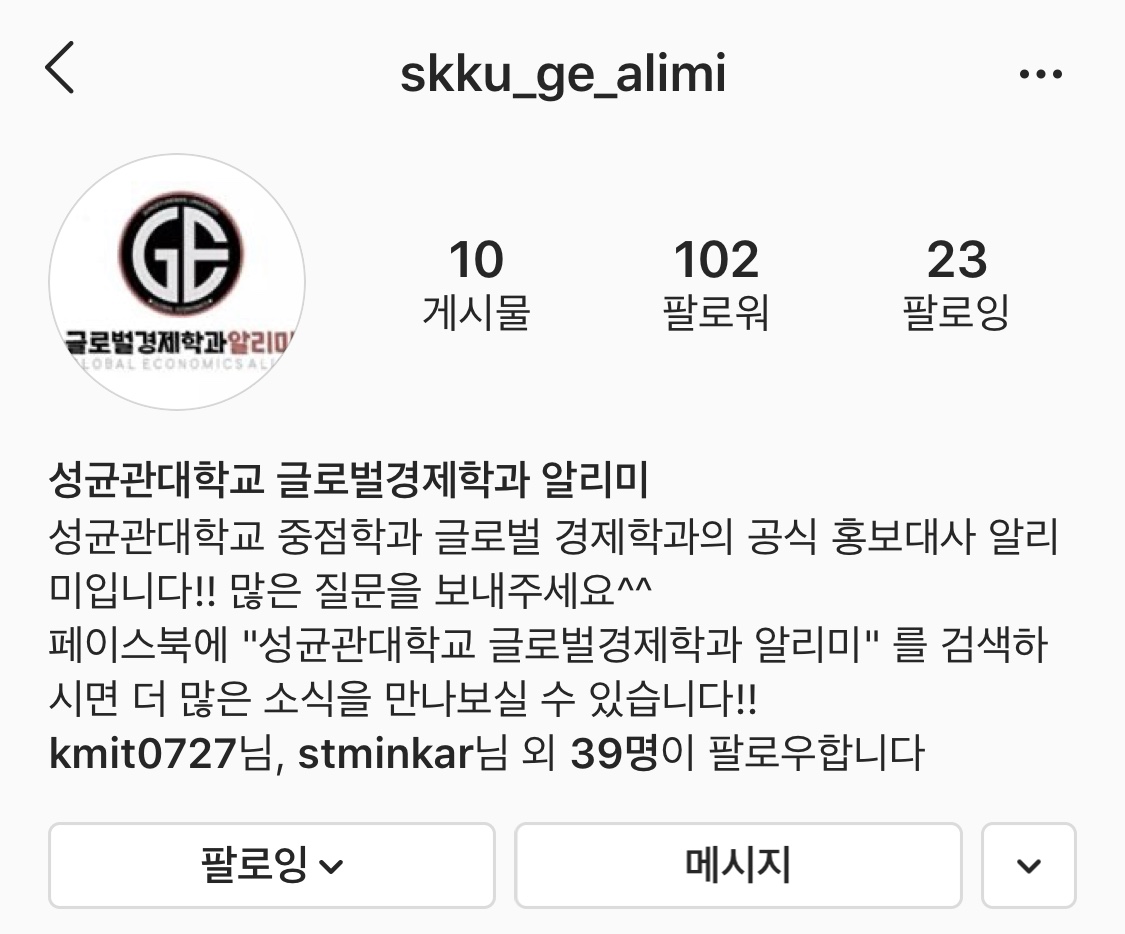 skku_ge_alimi
GE
글로벌경제학과알리미
LOBAL ECONOMICS ALI
10 102 23
게시물 팔로워 팔로잉
성균관대학교 글로벌경제학과 알리미
성균관대학교 중점학과 글로벌 경제학과의 공식 홍보대사 알리
미입니다!! 많은 질문을 보내주세요^^
페이스북에 "성균관대학교 글로벌경제학과 알리미" 를 검색하
시면 더 많은 소식을 만나보실 수 있습니다!!
kmit0727님, stminkar님 외 39명이 팔로우합니다
팔로잉 메시지